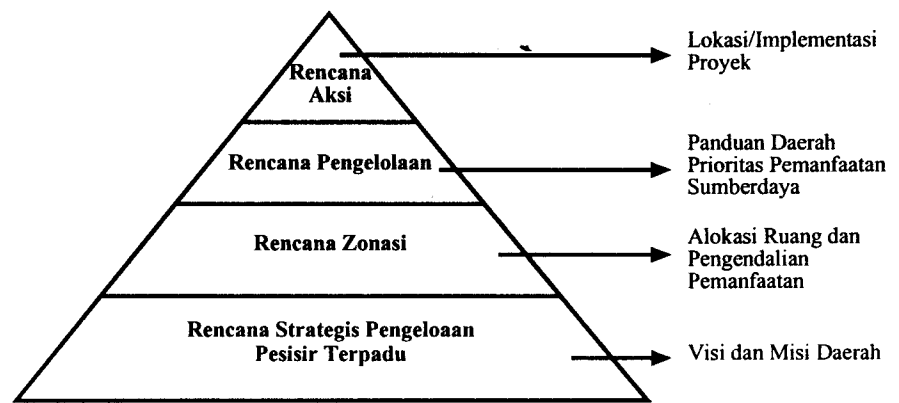 Lokasi/Implementasi
Proyek
Rencana
Aksi
Panduan Daerah
Prioritas Pemanfaatan
Sumberdaya
Rencana Pengelolaan
Alokasi Ruang dan
Pengendalian
Pemanfaatan
Rencana Zonasi
Rencana Strategis Pengeloaan
Pesisir Terpadu
Visi dan Misi Daerah